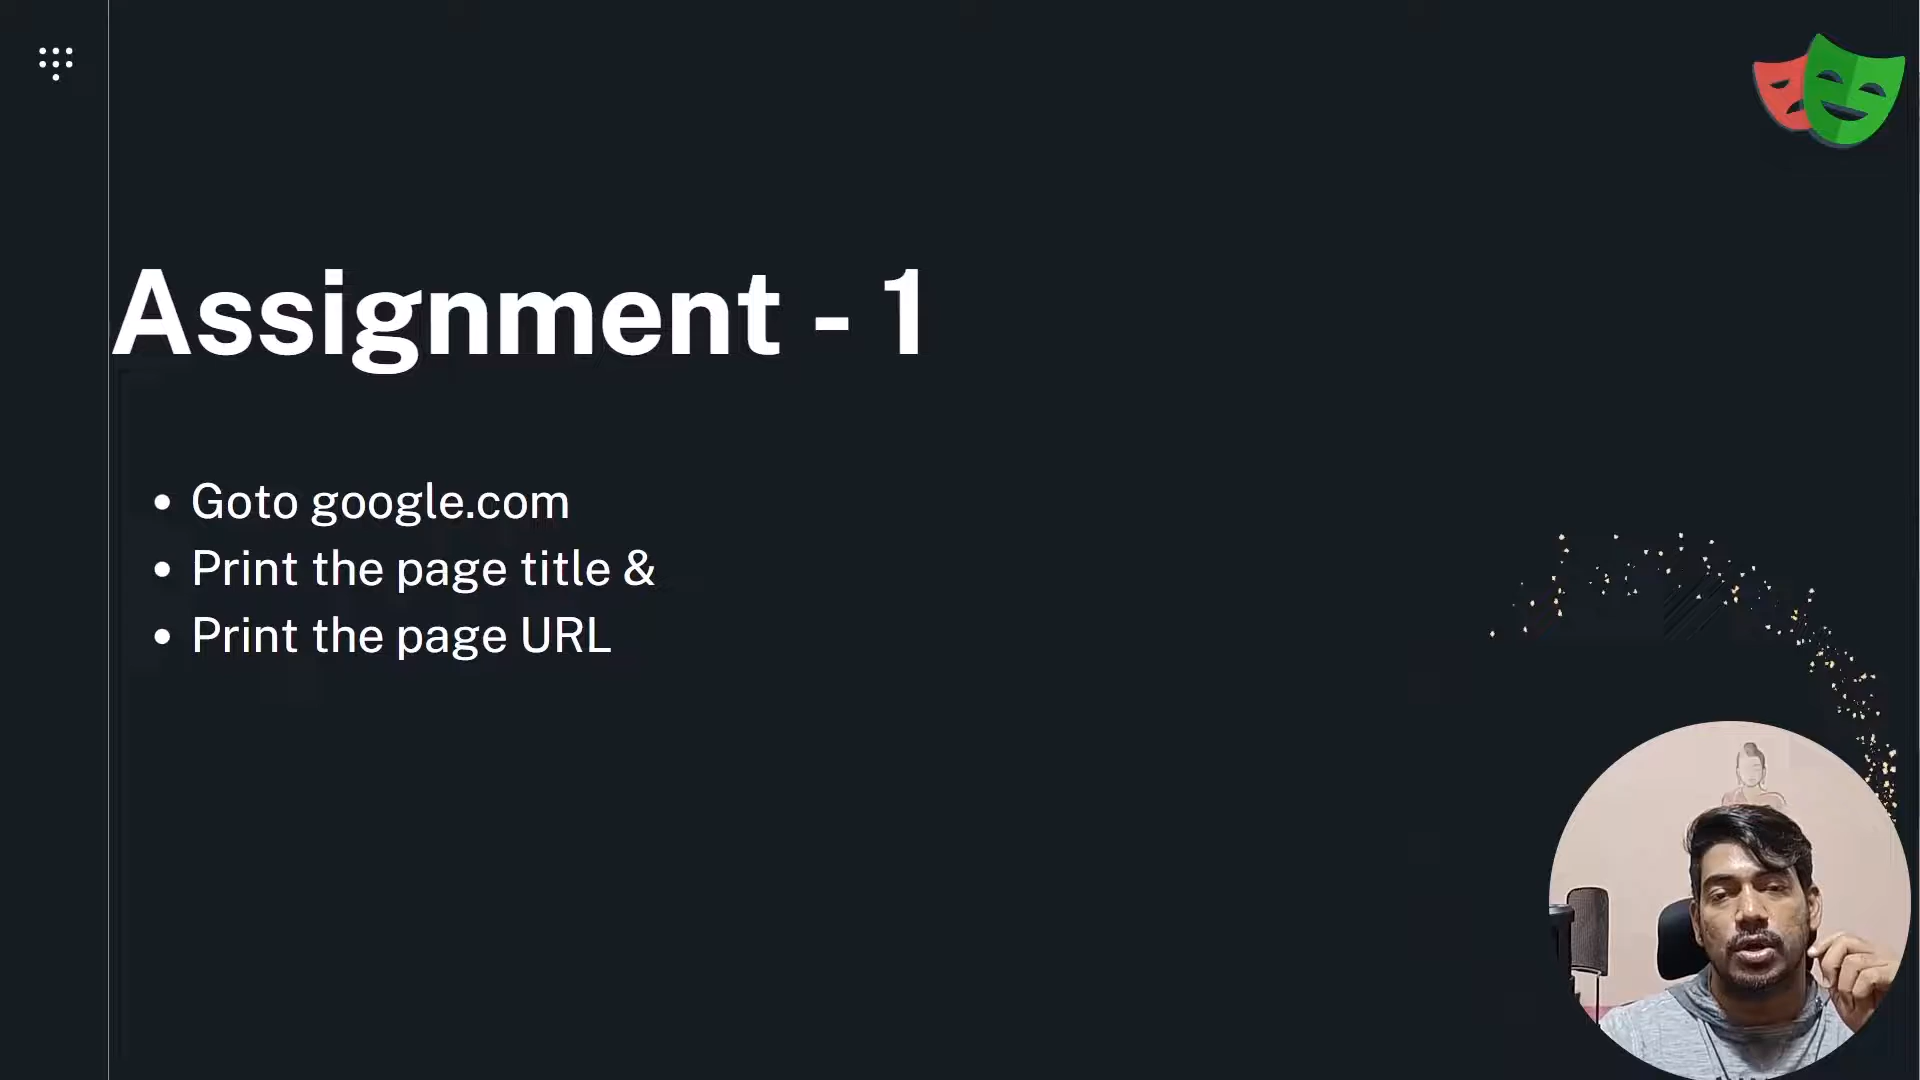 Assignment - 1
• Goto google.com
• Print the page title &
• Print the page URL